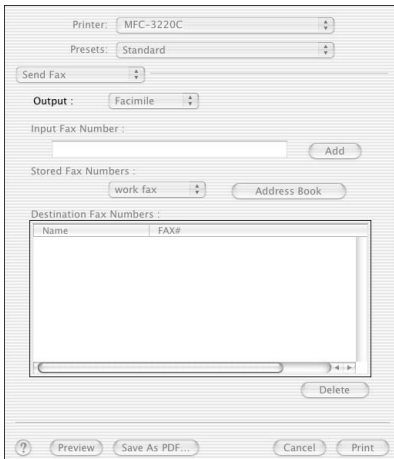 Printer: MFC-3220C
Presets: Standard
Send Fax
Output : Facimile
Input Fax Number :
Add
Stored Fax Numbers :
work fax Address Book
Destination Fax Numbers :
Name FAX#
Delete
? Preview Save As PDF... Cancel Print